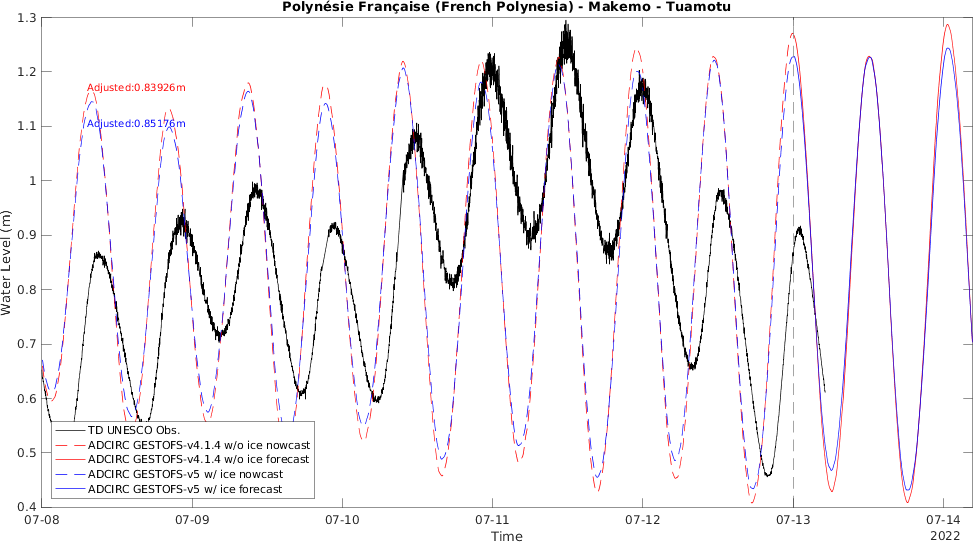 Polynésie Française (French Polynesia) - Makemo - Tuamotu
1.3
1.2
1.1
1
0.9
0.8
0.7
0.6
0.5
0.4
Water Level (m)
Adjusted:0.83926m
Adjusted:0.85176m
TD UNESCO Obs.
ADCIRC GESTOFS-v4.1.4 w/o ice nowcast
ADCIRC GESTOFS-v4.1.4 w/o ice forecast
ADCIRC GESTOFS-v5 w/ ice nowcast
ADCIRC GESTOFS-v5 w/ ice forecast
07-08 07-09 07-10 07-11 07-12 07-13 07-14
Time
2022